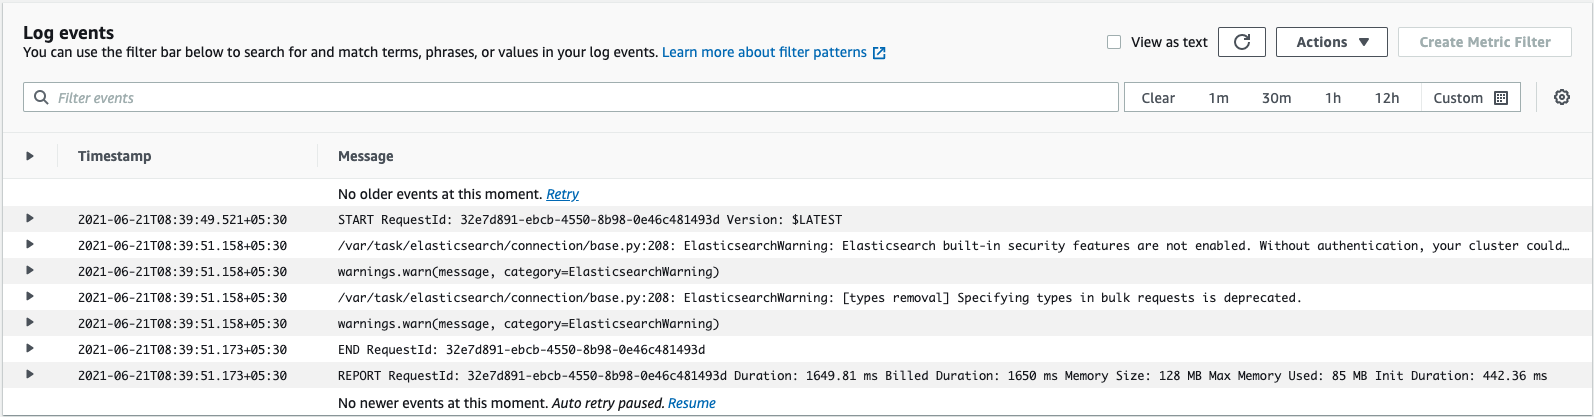 Log events
You can use the filter bar below to search for and match terms, phrases, or values in your log events. Learn more about filter patterns
View as text
Actions
Create Metric Filter
Filter events
Clear 1m 30m 1h 12h Custom
Timestamp Message
No older events at this moment. Retry
2021-06-21T08:39:49.521+05:30 START RequestId: 32e7d891-ebcb-4550-8b98-0e46c481493d Version: $LATEST
2021-06-21T08:39:51.158+05:30 /var/task/elasticsearch/connection/base.py:208: ElasticsearchWarning: Elasticsearch built-in security features are not enabled. Without authentication, your cluster could…
2021-06-21T08:39:51.158+05:30 warnings.warn(message, category=ElasticsearchWarning)
2021-06-21T08:39:51.158+05:30 /var/task/elasticsearch/connection/base.py:208: ElasticsearchWarning: [types removal] Specifying types in bulk requests is deprecated.
2021-06-21T08:39:51.158+05:30 warnings.warn(message, category=ElasticsearchWarning)
2021-06-21T08:39:51.173+05:30 END RequestId: 32e7d891-ebcb-4550-8b98-0e46c481493d
2021-06-21T08:39:51.173+05:30 REPORT RequestId: 32e7d891-ebcb-4550-8b98-0e46c481493d Duration: 1649.81 ms Billed Duration: 1650 ms Memory Size: 128 MB Max Memory Used: 85 MB Init Duration: 442.36 ms
No newer events at this moment. Auto retry paused. Resume